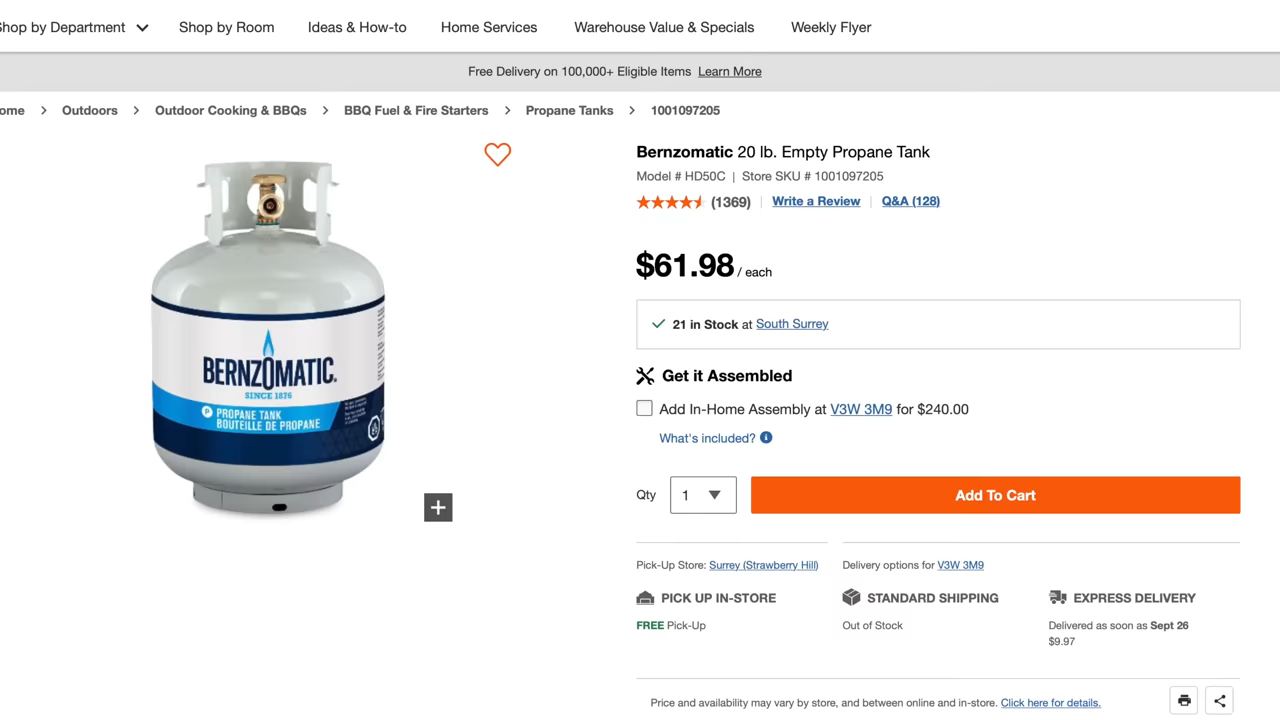 Shop by Department
Shop by Room
Ideas & How-to
Home Services
Warehouse Value & Specials
Weekly Flyer
Free Delivery on 100,000+ Eligible Items Learn More
ome > Outdoors > Outdoor Cooking & BBQs > BBQ Fuel & Fire Starters > Propane Tanks > 1001097205
BERNZOMATIC.
SINCE 1876
P PROPANE TANK
BOUTEILLE DE PROPANE
Bernzomatic 20 lb. Empty Propane Tank
Model # HD50C | Store SKU # 1001097205
(1369) | Write a Review | Q&A (128)
$61.98 / each
21 in Stock at South Surrey
Get it Assembled
Add In-Home Assembly at V3W 3M9 for $240.00
What's included?
Qty 1 Add To Cart
Pick-Up Store: Surrey (Strawberry Hill)
PICK UP IN-STORE
FREE Pick-Up
Delivery options for V3W 3M9
STANDARD SHIPPING
Out of Stock
EXPRESS DELIVERY
Delivered as soon as Sept 26
$9.97
Price and availability may vary by store, and between online and in-store. Click here for details.